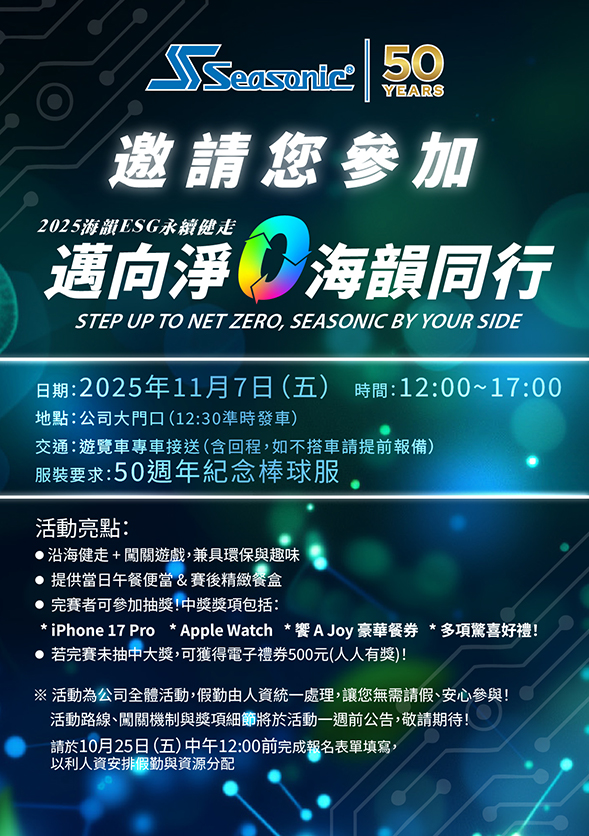 Seasonic® 50 YEARS
邀請您參加
2025海韻ESG永續健走
邁向淨0海韻同行
STEP UP TO NET ZERO, SEASONIC BY YOUR SIDE
日期:2025年11月7日(五) 時間:12:00~17:00
地點:公司大門口(12:30準時發車)
交通:遊覽車專車接送(含回程,如不搭車請提前報備)
服裝要求:50週年紀念棒球服
活動亮點:
●沿海健走 + 闖關遊戲,兼具環保與趣味
● 提供當日午餐便當 & 賽後精緻餐盒
● 完賽者可參加抽獎!中獎獎項包括:
* iPhone 17 Pro * Apple Watch * 饗 A Joy 豪華餐券 * 多項驚喜好禮!
● 若完賽未抽中大獎,可獲得電子禮券500元(人人有獎)!
※ 活動為公司全體活動,假勤由人資統一處理,讓您無需請假、安心參與!
活動路線、闖關機制與獎項細節將於活動一週前公告,敬請期待!
請於10月25日(五)中午12:00前完成報名表單填寫,
以利人資安排假勤與資源分配